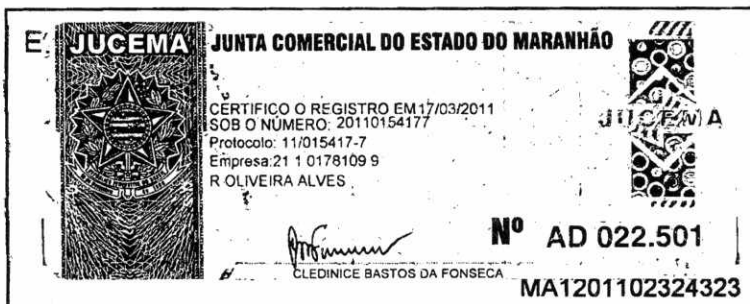 E JUCEMA JUNTA COMERCIAL DO ESTADO DO MARANHÃO
CERTIFICO O REGISTRO EM 17/03/2011
SOB O NÚMERO: 20110154177
Protocolo: 11/015417-7
Empresa:21 1 0178109 9
R OLIVEIRA ALVES
JUCEMA
Nº AD 022.501
CLEDINICE BASTOS DA FONSECA
MA1201102324323